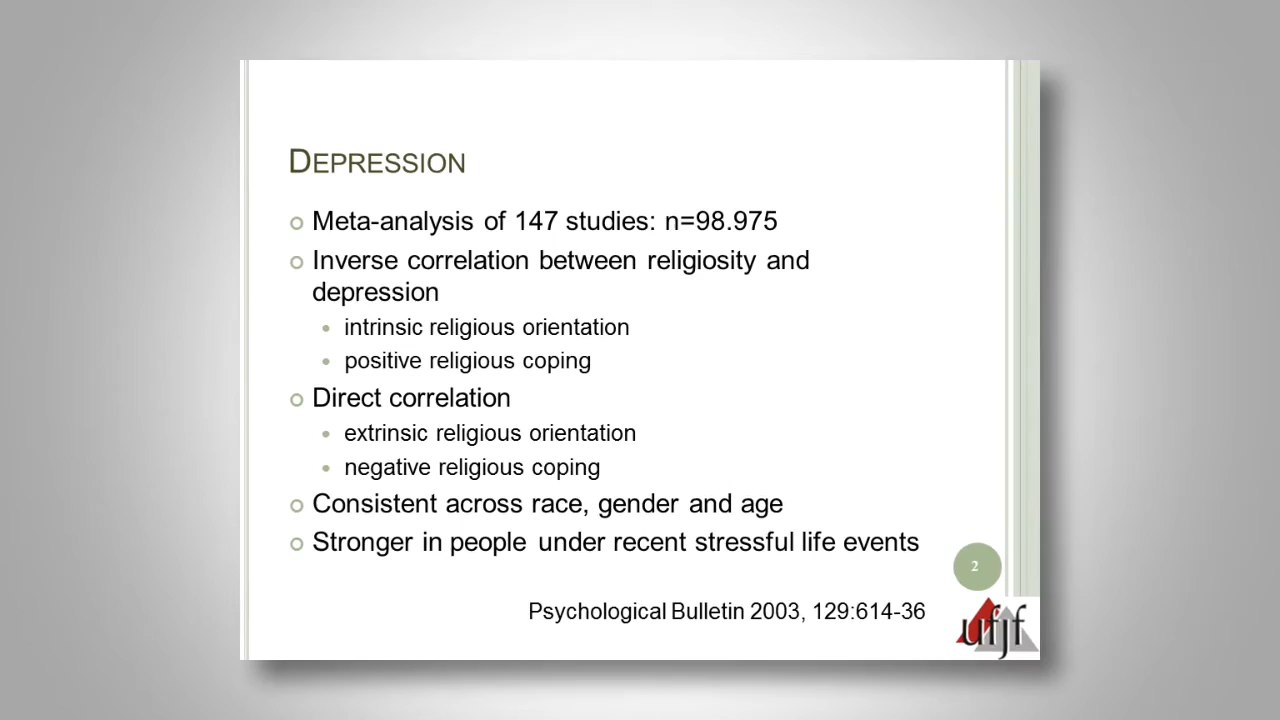 DEPRESSION
Meta-analysis of 147 studies: n=98.975
Inverse correlation between religiosity and
depression
intrinsic religious orientation
positive religious coping
Direct correlation
extrinsic religious orientation
negative religious coping
Consistent across race, gender and age
Stronger in people under recent stressful life events
2
Psychological Bulletin 2003, 129:614-36
ufjf